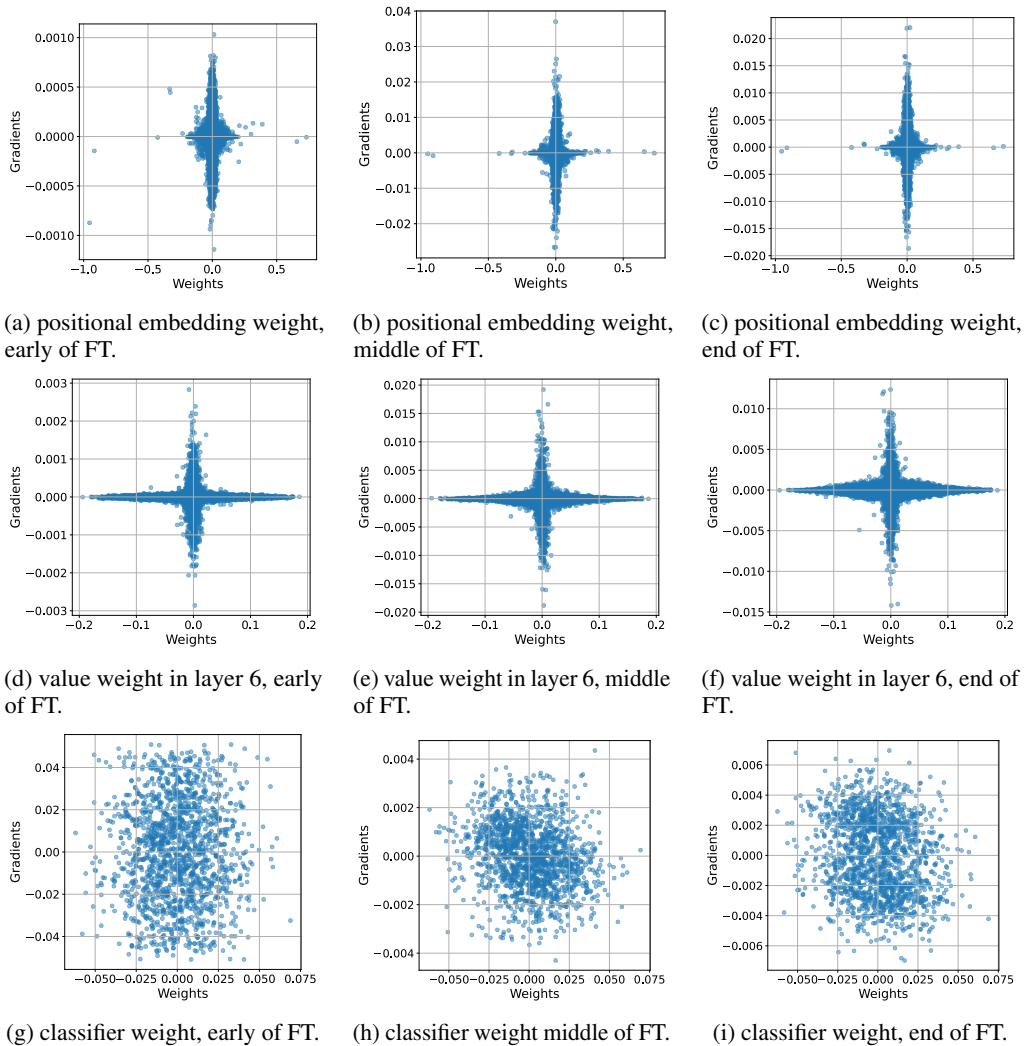 0.0010
0.0005
0.0000
−0.0005
−0.0010
Gradients
−1.0 −0.5 0.0 0.5
Weights
0.04
0.03
0.02
0.01
0.00
−0.01
−0.02
Gradients
−1.0 −0.5 0.0 0.5
Weights
0.020
0.015
0.010
0.005
0.000
−0.005
−0.010
−0.015
−0.020
Gradients
−1.0 −0.5 0.0 0.5
Weights
(a) positional embedding weight,
early of FT.
(b) positional embedding weight,
middle of FT.
(c) positional embedding weight,
end of FT.
0.003
0.002
0.001
0.000
−0.001
−0.002
−0.003
Gradients
−0.2 −0.1 0.0 0.1 0.2
Weights
0.020
0.015
0.010
0.005
0.000
−0.005
−0.010
−0.015
−0.020
Gradients
−0.2 −0.1 0.0 0.1 0.2
Weights
0.010
0.005
0.000
−0.005
−0.010
−0.015
Gradients
−0.2 −0.1 0.0 0.1 0.2
Weights
(d) value weight in layer 6, early
of FT.
(e) value weight in layer 6, middle
of FT.
(f) value weight in layer 6, end of
FT.
0.04
0.02
0.00
−0.02
−0.04
Gradients
−0.050 −0.025 0.000 0.025 0.050 0.075
Weights
0.004
0.002
0.000
−0.002
−0.004
Gradients
−0.050 −0.025 0.000 0.025 0.050 0.075
Weights
0.006
0.004
0.002
0.000
−0.002
−0.004
−0.006
Gradients
−0.050 −0.025 0.000 0.025 0.050 0.075
Weights
(g) classifier weight, early of FT.
(h) classifier weight middle of FT.
(i) classifier weight, end of FT.